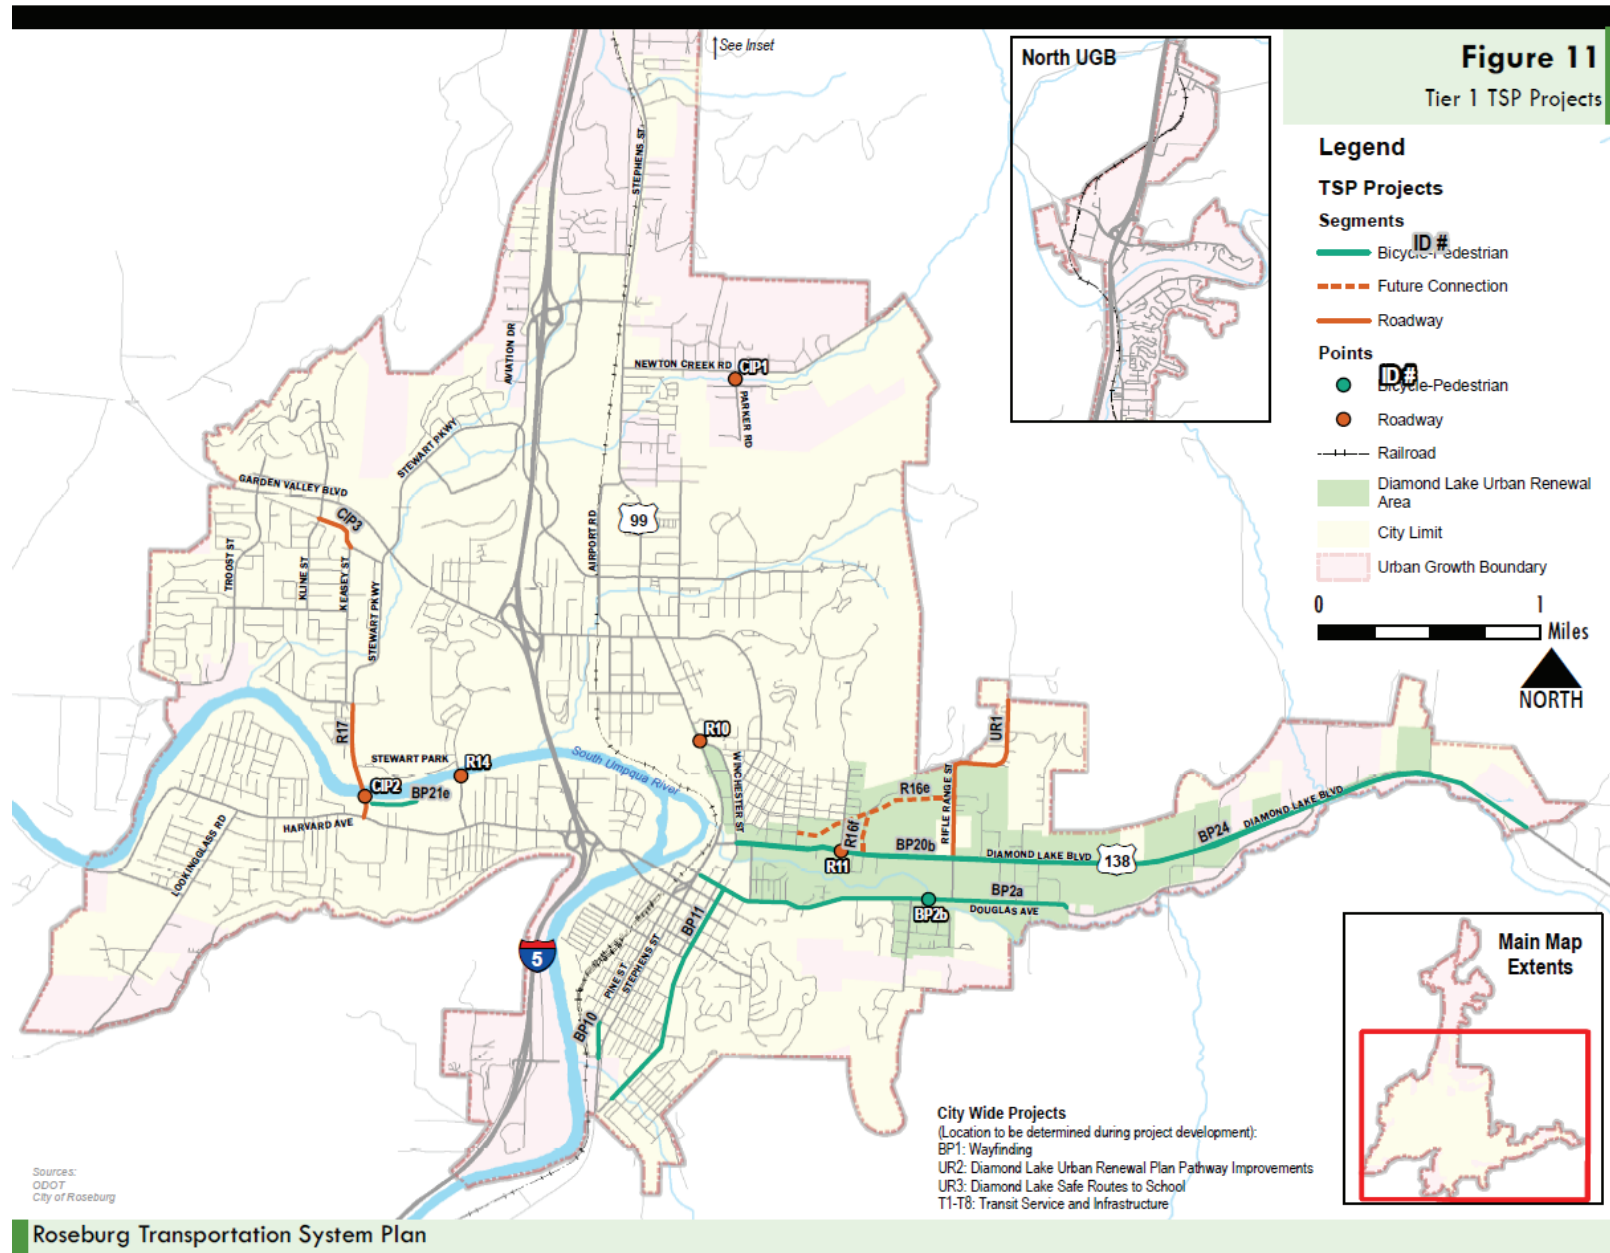 See Inset
North UGB
Figure 11
Tier 1 TSP Projects
Legend
TSP Projects
Segments
ID #
Bicycle-Pedestrian
Future Connection
Roadway
Points
ID #
Bicycle-Pedestrian
Roadway
Railroad
Diamond Lake Urban Renewal
Area
City Limit
Urban Growth Boundary
0 1
Miles
NORTH
STEPHENS ST
AVIATION DR
NEWTON CREEK RD
CIP1
PARKER RD
STEWART PKWY
GARDEN VALLEY BLVD
CIP3
99
AIRPORT RD
TROOST ST
KLINE ST
KEASEY ST
STEWART PKWY
R17
STEWART PARK
R14
CIP2
BP21e
HARVARD AVE
LOOKINGGLASS RD
South Umpqua River
R10
WINCHESTER ST
UR1
R16e
RIFLE RANGE ST
R16f
R11
BP20b
DIAMOND LAKE BLVD
138
BP24
DIAMOND LAKE BLVD
BP2a
BP2b
DOUGLAS AVE
BP11
PINE ST
STEPHENS ST
BP10
5
Main Map
Extents
City Wide Projects
(Location to be determined during project development):
BP1: Wayfinding
UR2: Diamond Lake Urban Renewal Plan Pathway Improvements
UR3: Diamond Lake Safe Routes to School
T1-T8: Transit Service and Infrastructure
Sources:
ODOT
City of Roseburg
Roseburg Transportation System Plan